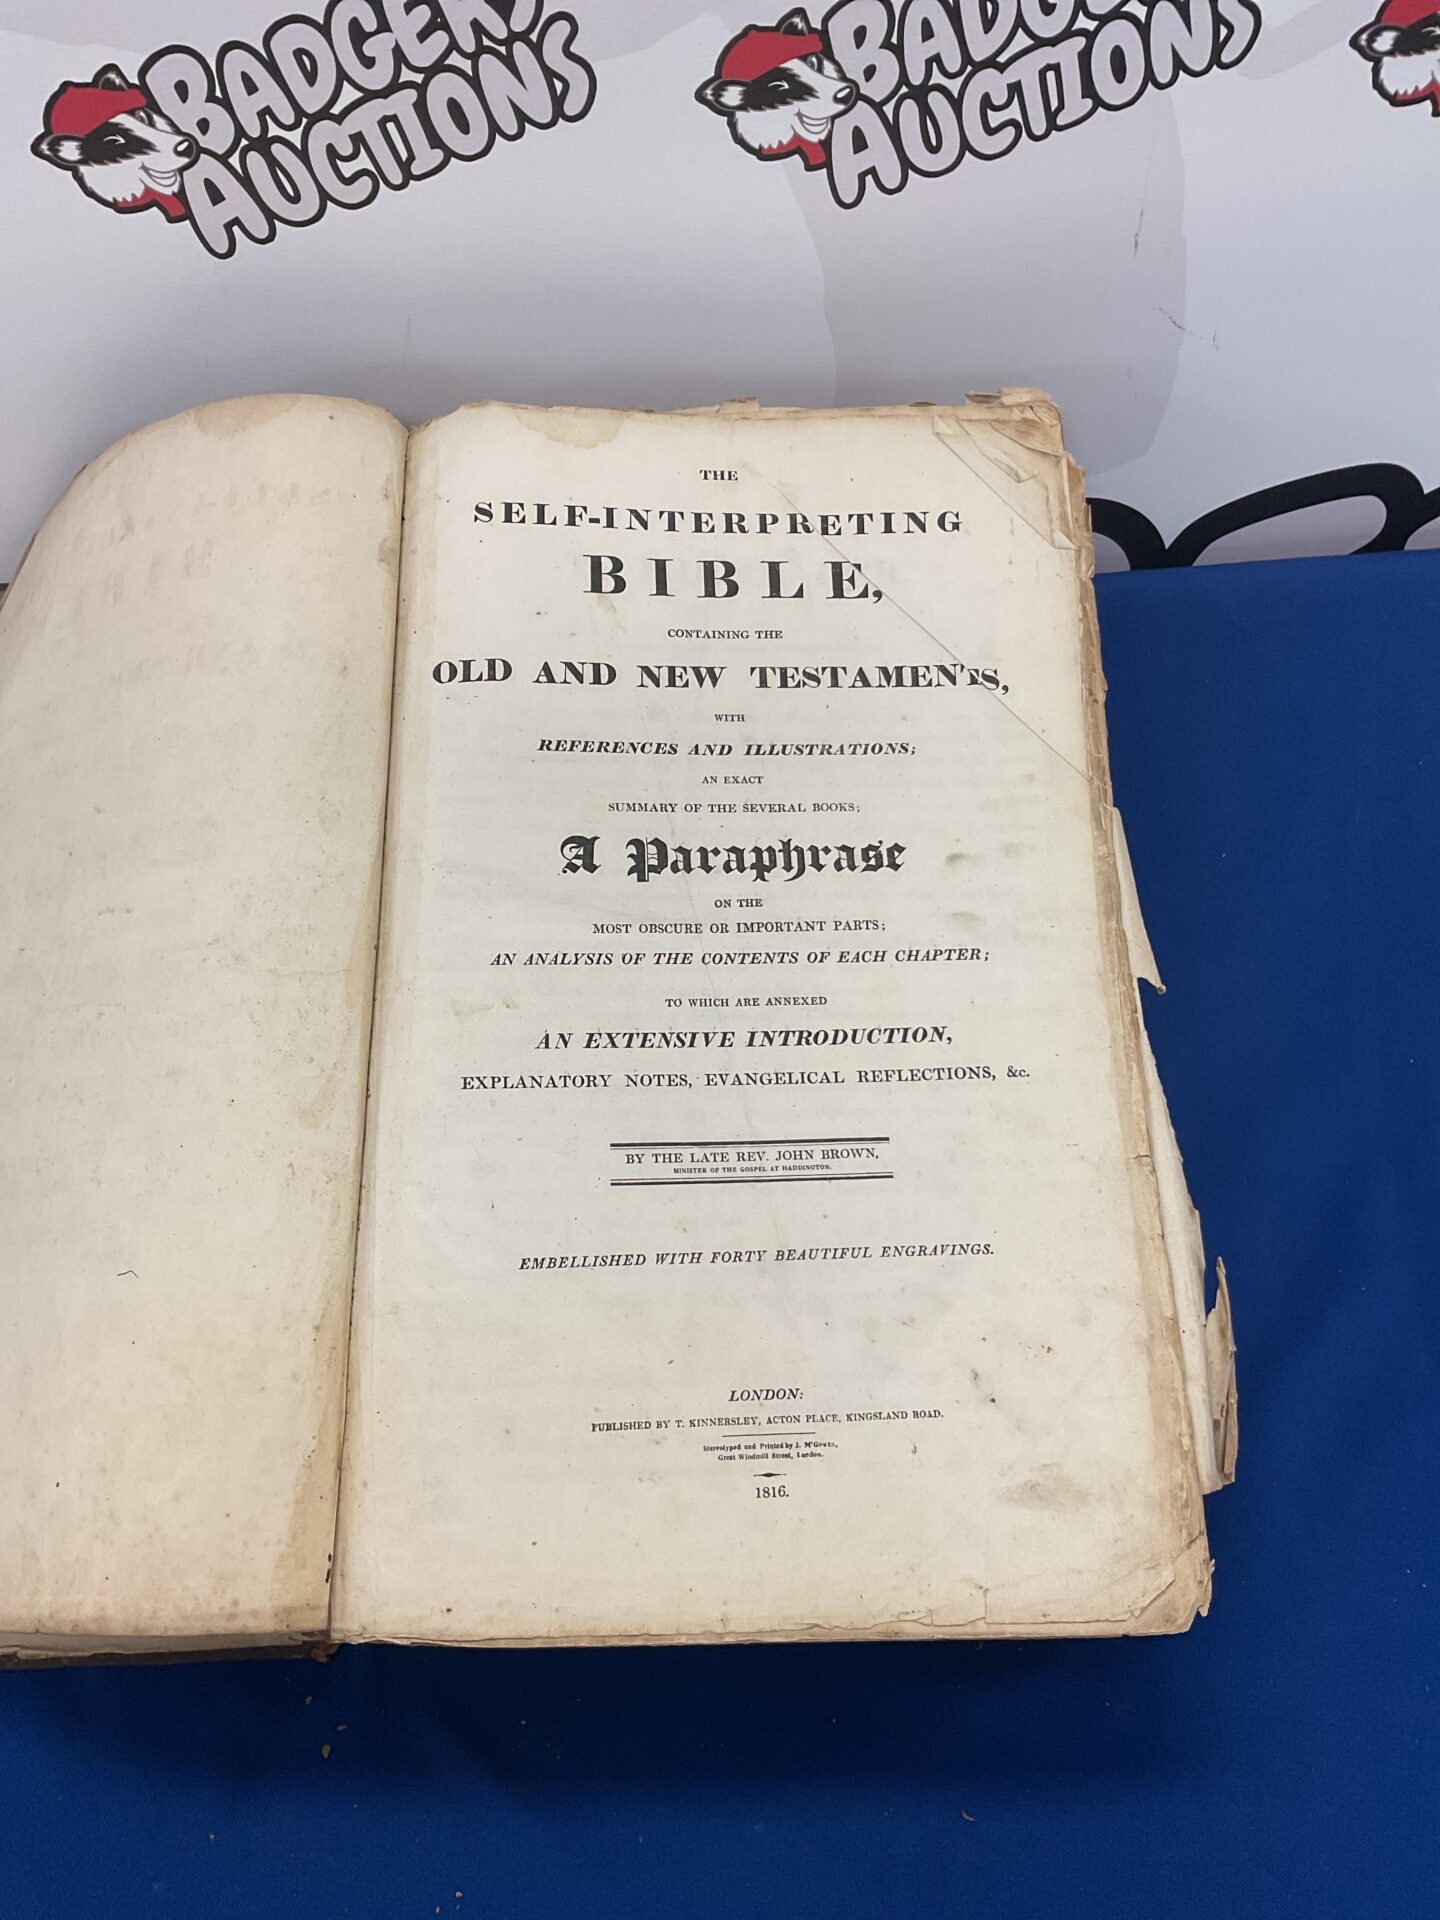 BADGERS
AUCTIONS
AUCTIONS
THE
SELF-INTERPRETING
BIBLE,
CONTAINING THE
OLD AND NEW TESTAMENTS,
WITH
REFERENCES AND ILLUSTRATIONS;
AN EXACT
SUMMARY OF THE SEVERAL BOOKS;
A Paraphrase
ON THE
MOST OBSCURE OR IMPORTANT PARTS;
AN ANALYSIS OF THE CONTENTS OF EACH CHAPTER;
TO WHICH ARE ANNEXED
AN EXTENSIVE INTRODUCTION,
EXPLANATORY NOTES, EVANGELICAL REFLECTIONS, &c.
BY THE LATE REV. JOHN BROWN,
MINISTER OF THE GOSPEL AT HADDINGTON.
EMBELLISHED WITH FORTY BEAUTIFUL ENGRAVINGS.
LONDON:
PUBLISHED BY T. KINNERSLEY, ACTON PLACE, KINGSLAND ROAD.
Stereotyped and Printed by J. M'Gowan,
Great Windmill Street, London.
1816.